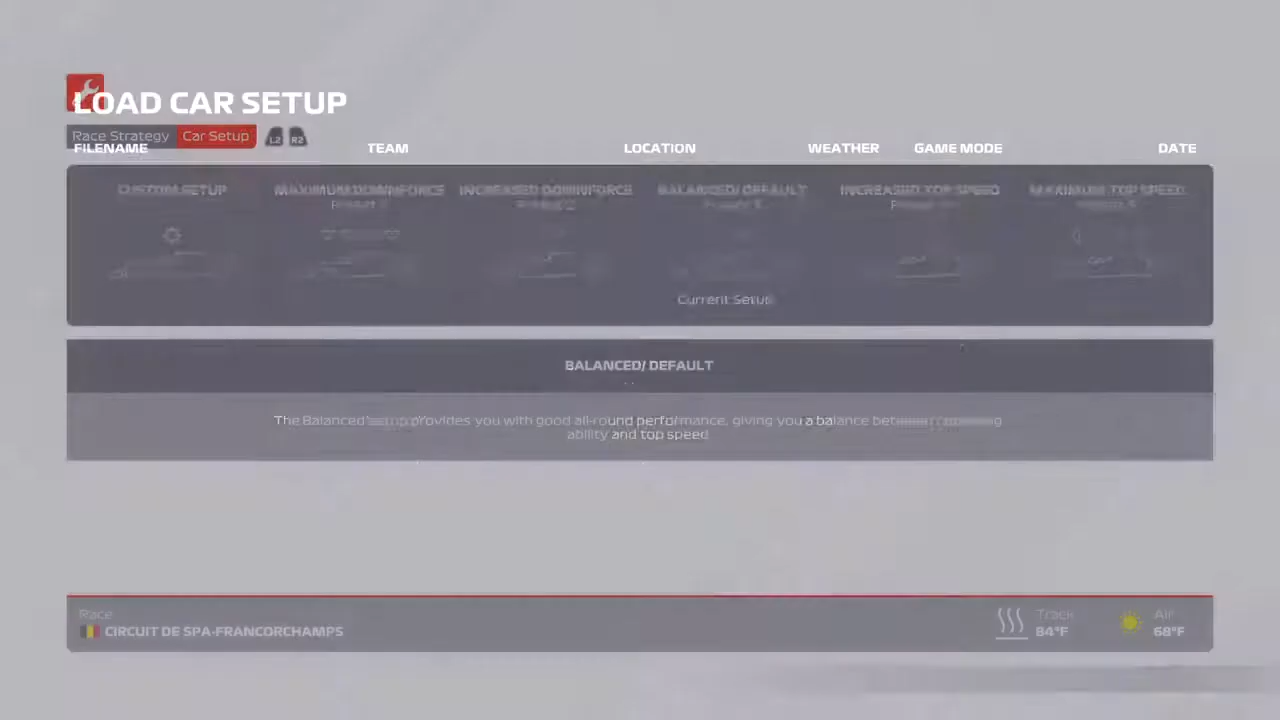 LOAD CAR SETUP
Race Strategy Car Setup L2 R2
FILENAME TEAM LOCATION WEATHER GAME MODE DATE
CUSTOM SETUP MAXIMUM DOWNFORCE INCREASED DOWNFORCE BALANCED/ DEFAULT INCREASED TOP SPEED MAXIMUM TOP SPEED
Current Setup
BALANCED/ DEFAULT
The Balanced setup provides you with good all-round performance, giving you a balance between cornering
ability and top speed
Race
CIRCUIT DE SPA-FRANCORCHAMPS
Track
84°F
Air
68°F